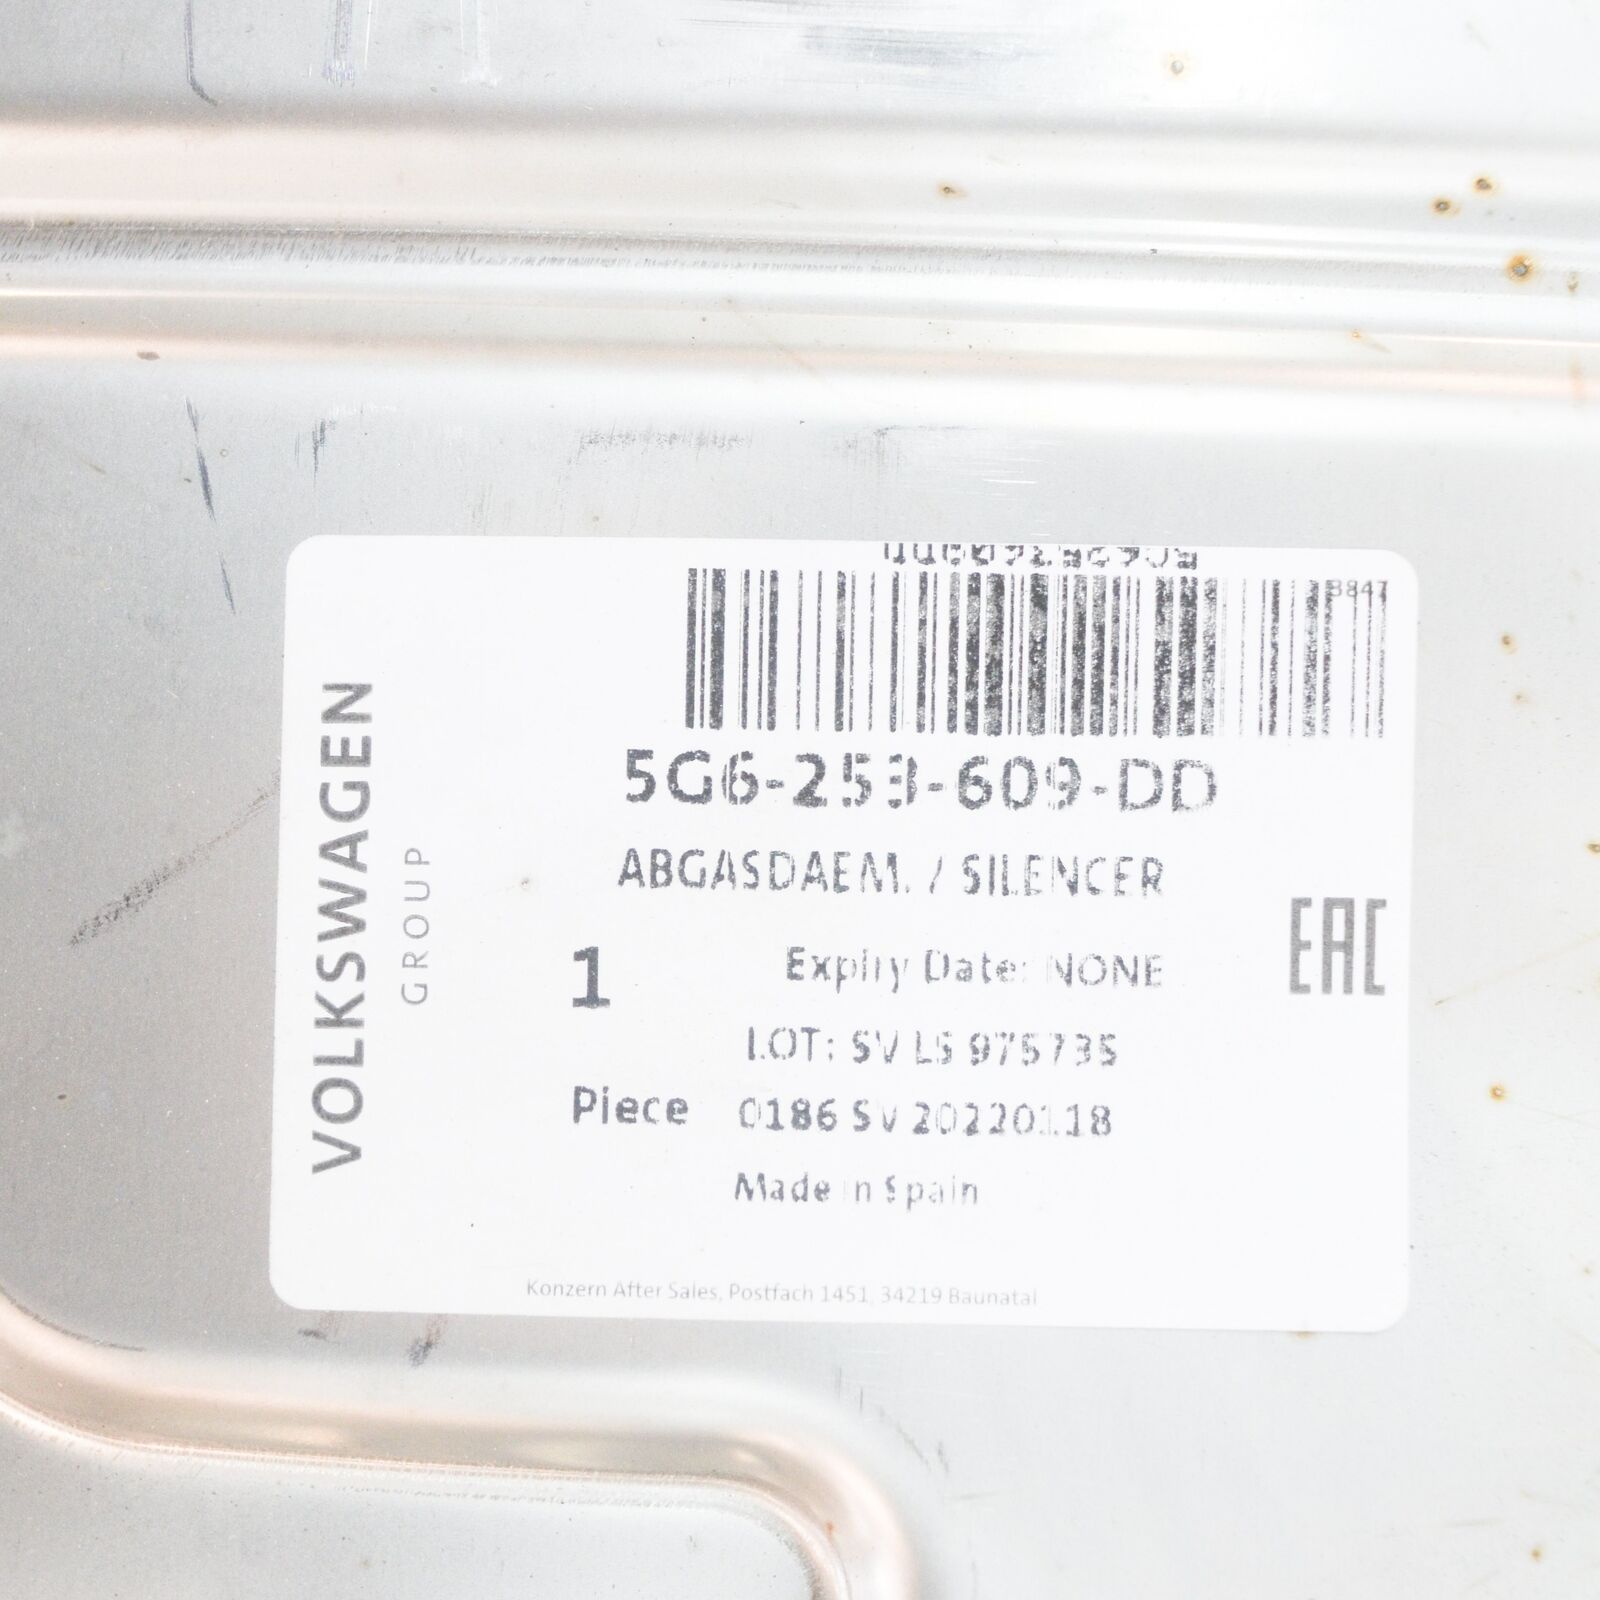 3847
5G6-253-609-DD
ABGASDAEM. / SILENCER
1
Expiry Date: NONE
LOT: SV LS 975735
Piece 0186 SV 20220118
Made in Spain
EAC
VOLKSWAGEN
GROUP
Konzern After Sales, Postfach 1451, 34219 Baunatal